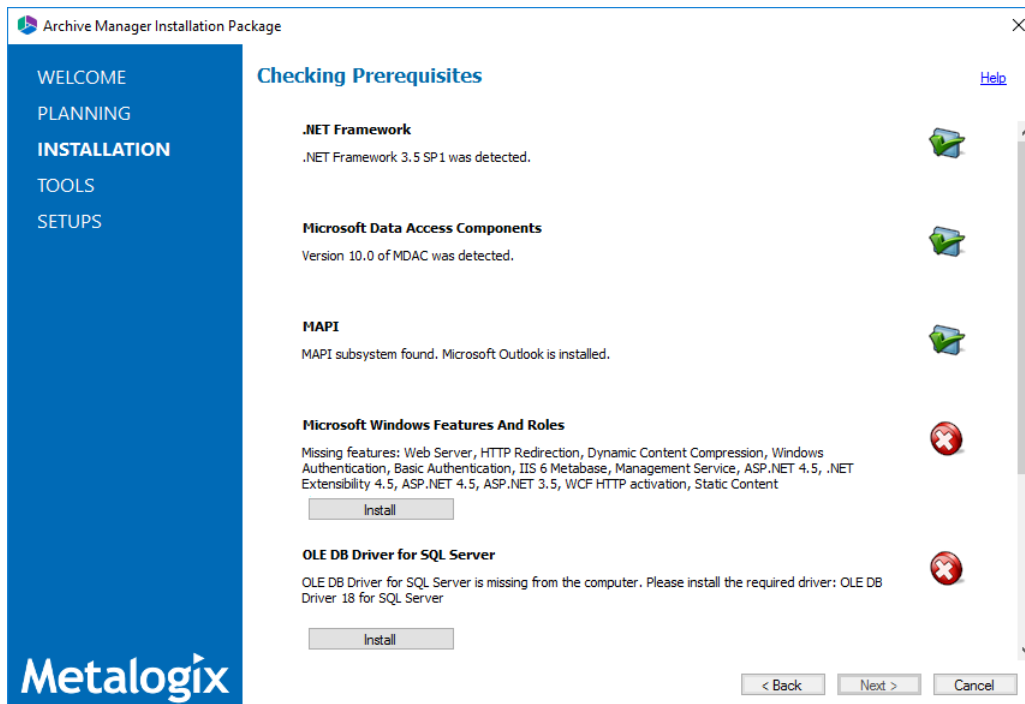 Archive Manager Installation Package
WELCOME
PLANNING
INSTALLATION
TOOLS
SETUPS
Metalogix
Checking Prerequisites
Help
.NET Framework
.NET Framework 3.5 SP1 was detected.
Microsoft Data Access Components
Version 10.0 of MDAC was detected.
MAPI
MAPI subsystem found. Microsoft Outlook is installed.
Microsoft Windows Features And Roles
Missing features: Web Server, HTTP Redirection, Dynamic Content Compression, Windows
Authentication, Basic Authentication, IIS 6 Metabase, Management Service, ASP.NET 4.5, .NET
Extensibility 4.5, ASP.NET 4.5, ASP.NET 3.5, WCF HTTP activation, Static Content
Install
OLE DB Driver for SQL Server
OLE DB Driver for SQL Server is missing from the computer. Please install the required driver: OLE DB
Driver 18 for SQL Server
Install
< Back
Next >
Cancel